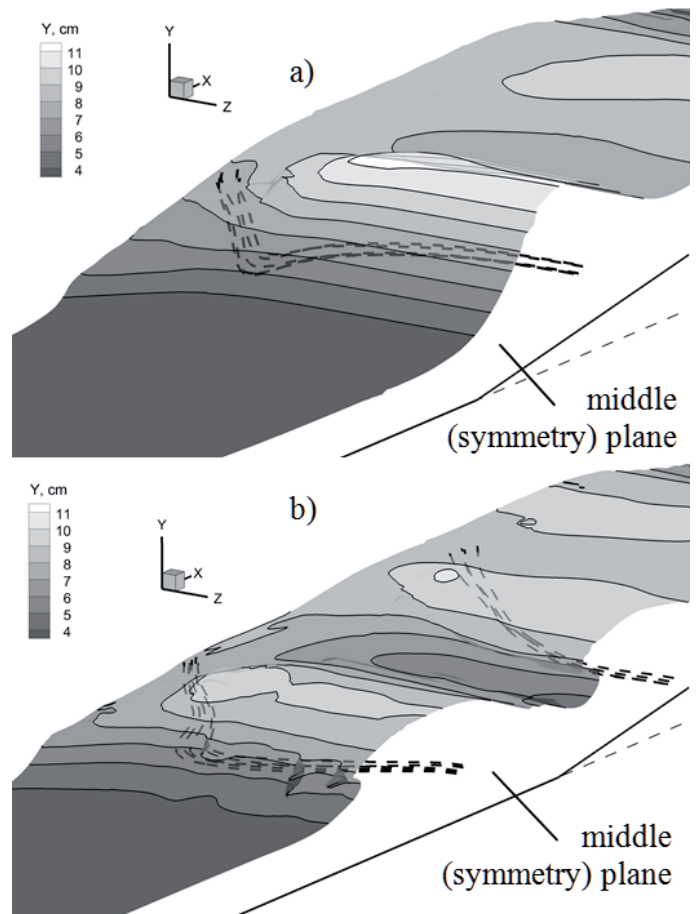 Y, cm
11
10
9
8
7
6
5
4
Y
X
Z
a)
middle
(symmetry) plane
Y, cm
11
10
9
8
7
6
5
4
Y
X
Z
b)
middle
(symmetry) plane